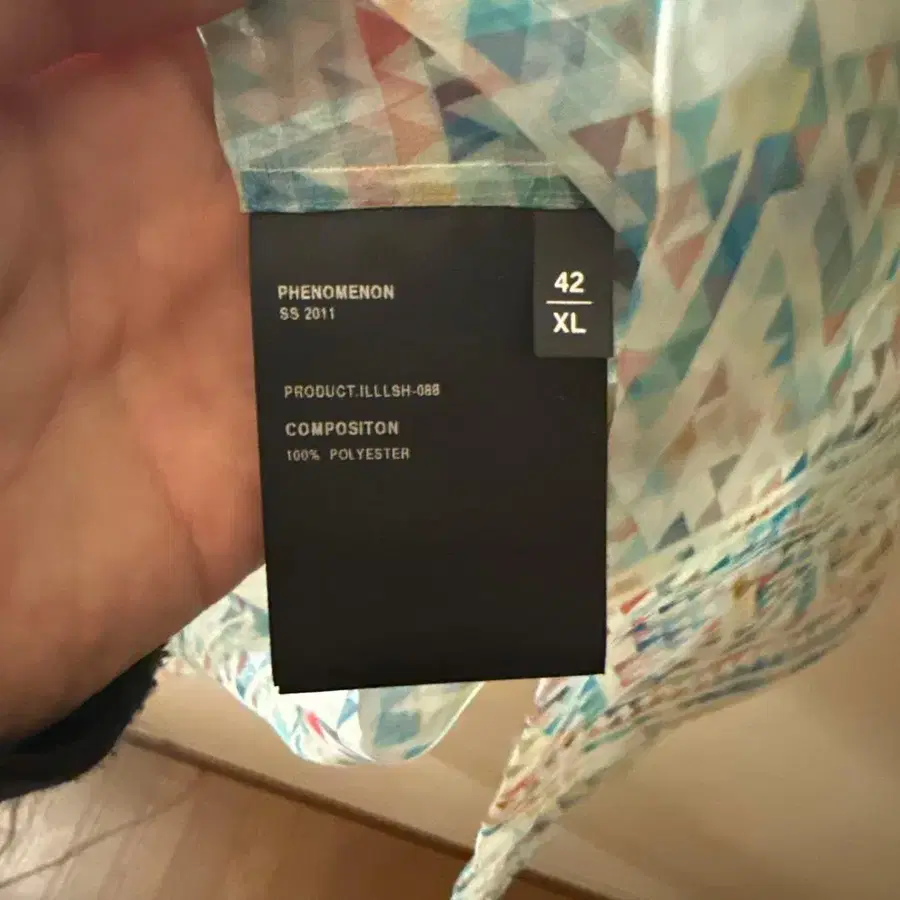 PHENOMENON
SS 2011
42
XL
PRODUCT.ILLLSH-088
COMPOSITON
100% POLYESTER